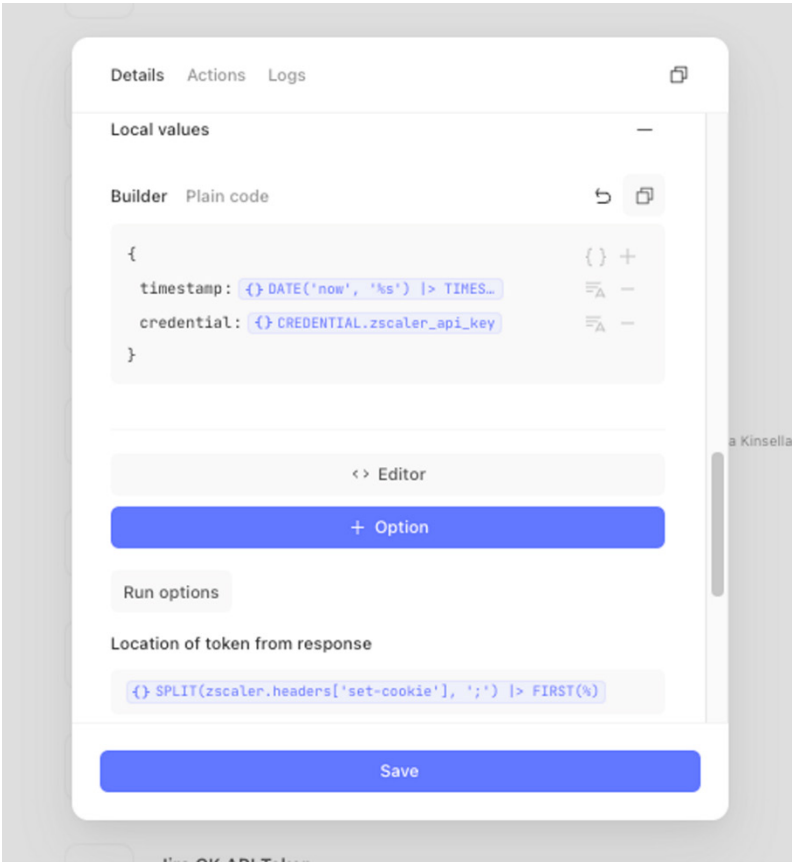 Details Actions Logs
Local values
Builder Plain code
{
timestamp: {} DATE('now', '%s') |> TIMES…
credential: {} CREDENTIAL.zscaler_api_key
}
a Kinsella
<> Editor
+ Option
Run options
Location of token from response
{} SPLIT(zscaler.headers['set-cookie'], ';') |> FIRST(%)
Save